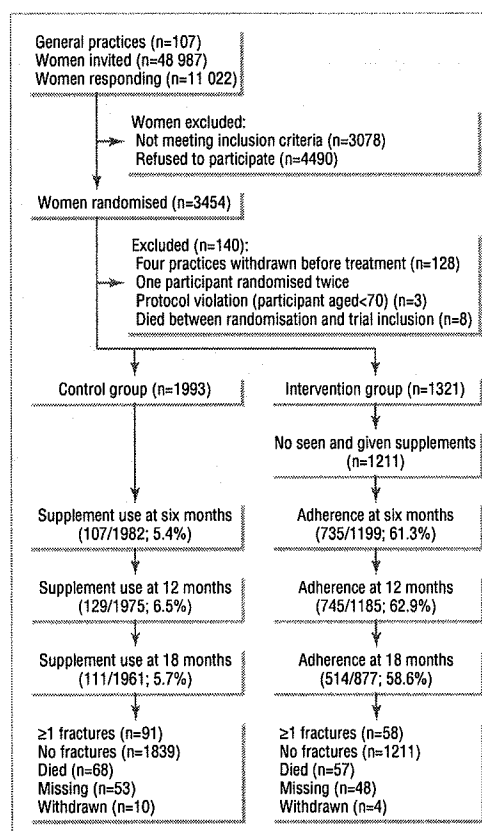 General practices (n=107)
Women invited (n=48 987)
Women responding (n=11 022)
Women excluded:
Not meeting inclusion criteria (n=3078)
Refused to participate (n=4490)
Women randomised (n=3454)
Excluded (n=140):
Four practices withdrawn before treatment (n=128)
One participant randomised twice
Protocol violation (participant aged<70) (n=3)
Died between randomisation and trial inclusion (n=8)
Control group (n=1993)
Intervention group (n=1321)
No seen and given supplements
(n=1211)
Supplement use at six months
(107/1982; 5.4%)
Adherence at six months
(735/1199; 61.3%)
Supplement use at 12 months
(129/1975; 6.5%)
Adherence at 12 months
(745/1185; 62.9%)
Supplement use at 18 months
(111/1961; 5.7%)
Adherence at 18 months
(514/877; 58.6%)
≥1 fractures (n=91)
No fractures (n=1839)
Died (n=68)
Missing (n=53)
Withdrawn (n=10)
≥1 fractures (n=58)
No fractures (n=1211)
Died (n=57)
Missing (n=48)
Withdrawn (n=4)